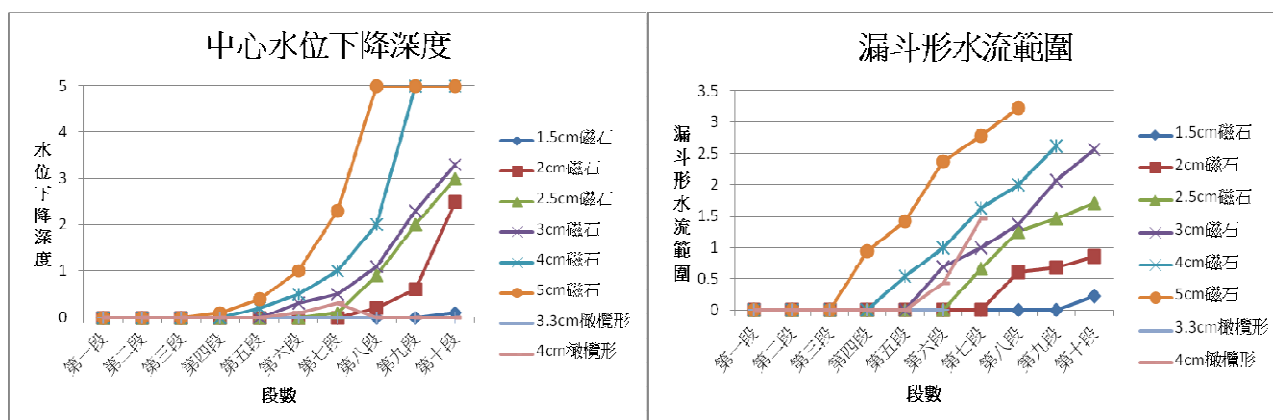 中心水位下降深度
水位下降深度
5
4
3
2
1
0
第一段
第二段
第三段
第四段
第五段
第六段
第七段
第八段
第九段
第十段
段數
1.5cm磁石
2cm磁石
2.5cm磁石
3cm磁石
4cm磁石
5cm磁石
3.3cm橄欖形
4cm橄欖形
漏斗形水流範圍
漏斗形水流範圍
3.5
3
2.5
2
1.5
1
0.5
0
第一段
第二段
第三段
第四段
第五段
第六段
第七段
第八段
第九段
第十段
段數
1.5cm磁石
2cm磁石
2.5cm磁石
3cm磁石
4cm磁石
5cm磁石
3.3cm橄欖形
4cm橄欖形